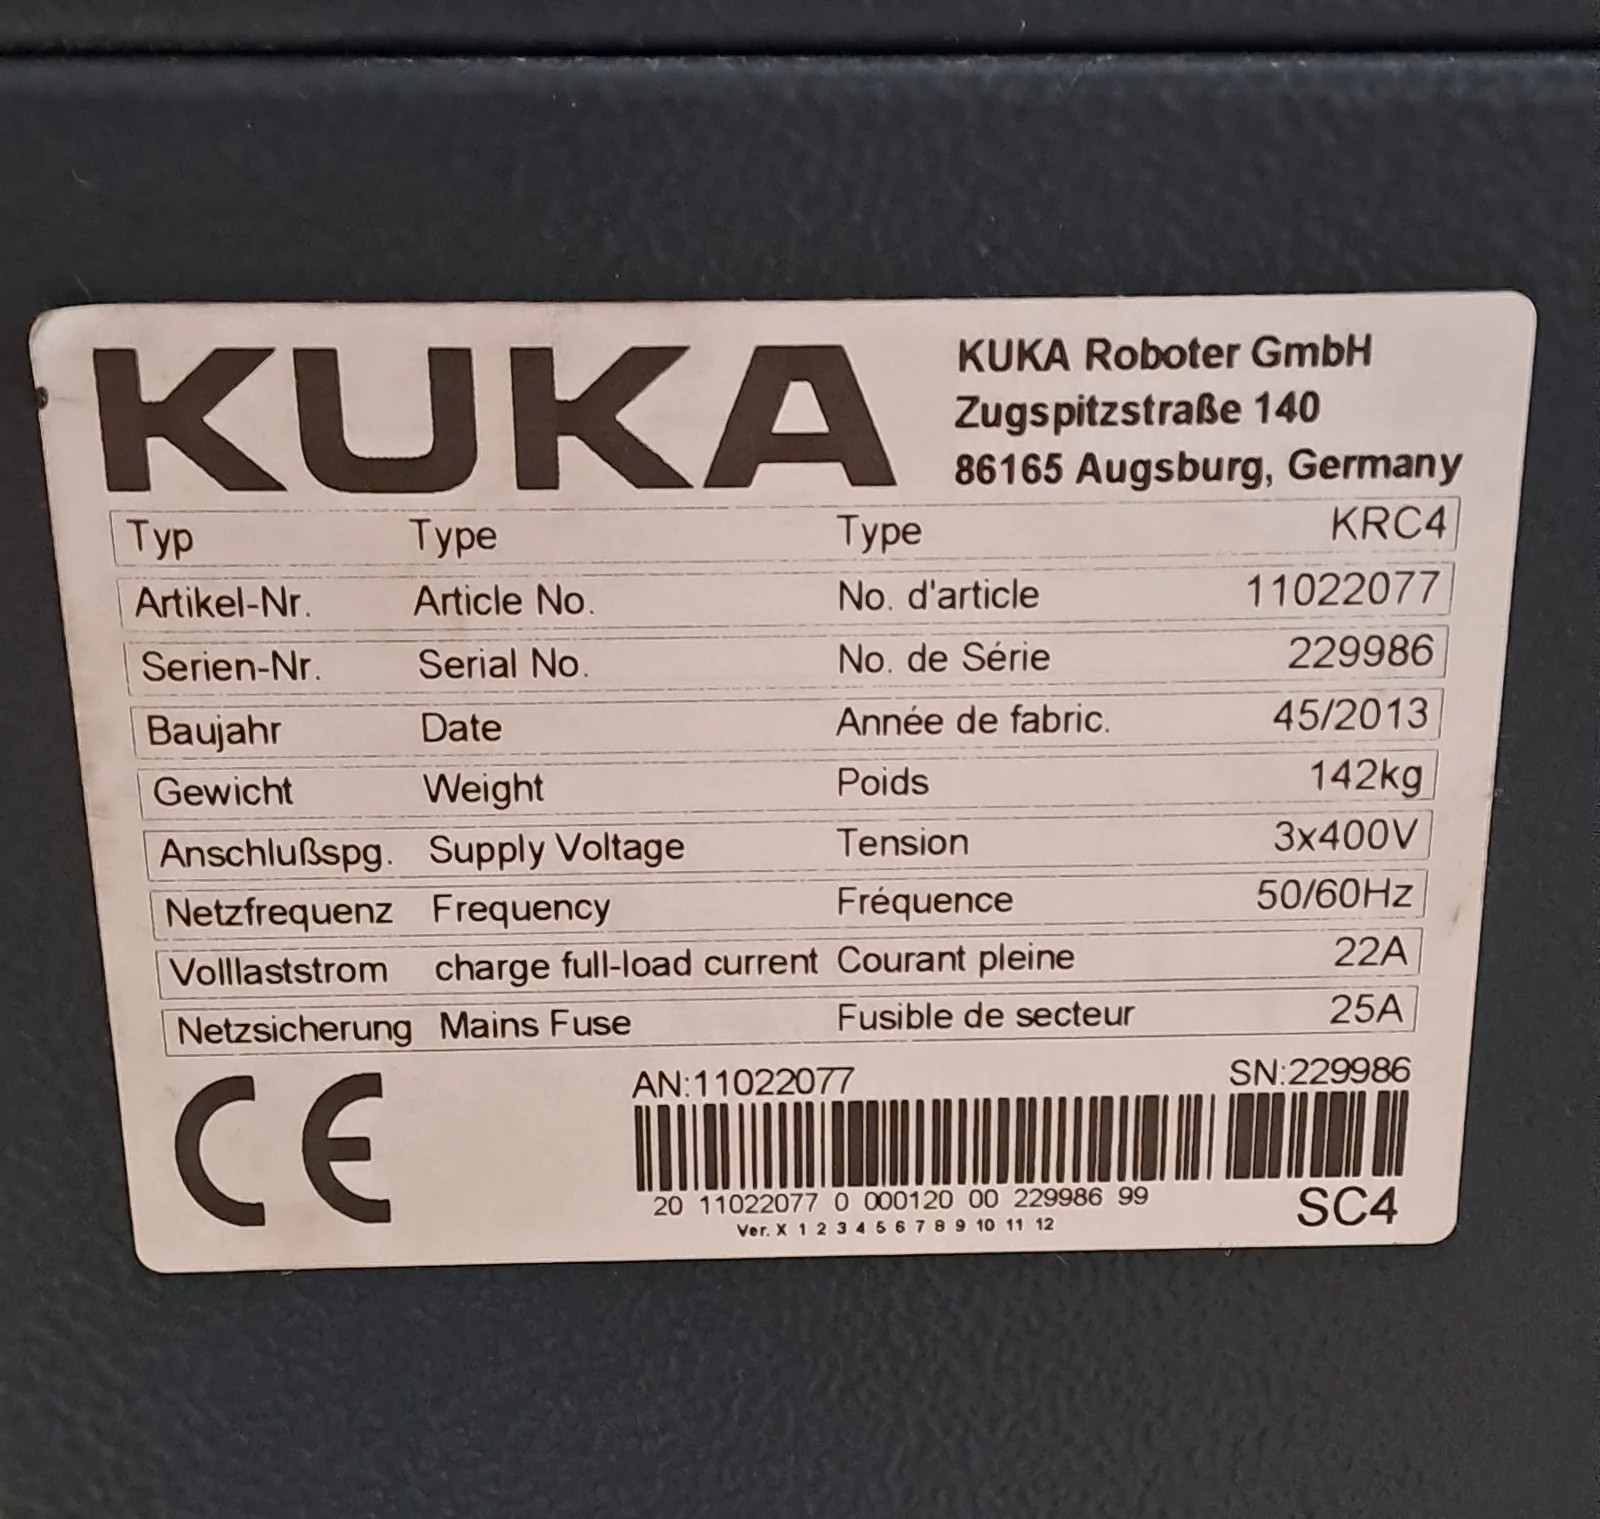 KUKA
KUKA Roboter GmbH
Zugspitzstraße 140
86165 Augsburg, Germany
Typ Type Type KRC4
Artikel-Nr. Article No. No. d'article 11022077
Serien-Nr. Serial No. No. de Série 229986
Baujahr Date Année de fabric. 45/2013
Gewicht Weight Poids 142kg
Anschlußspg. Supply Voltage Tension 3x400V
Netzfrequenz Frequency Fréquence 50/60Hz
Volllaststrom charge full-load current Courant pleine 22A
Netzsicherung Mains Fuse Fusible de secteur 25A
CE
AN:11022077 SN:229986
20 11022077 0 000120 00 229986 99
Ver. X 1 2 3 4 5 6 7 8 9 10 11 12
SC4